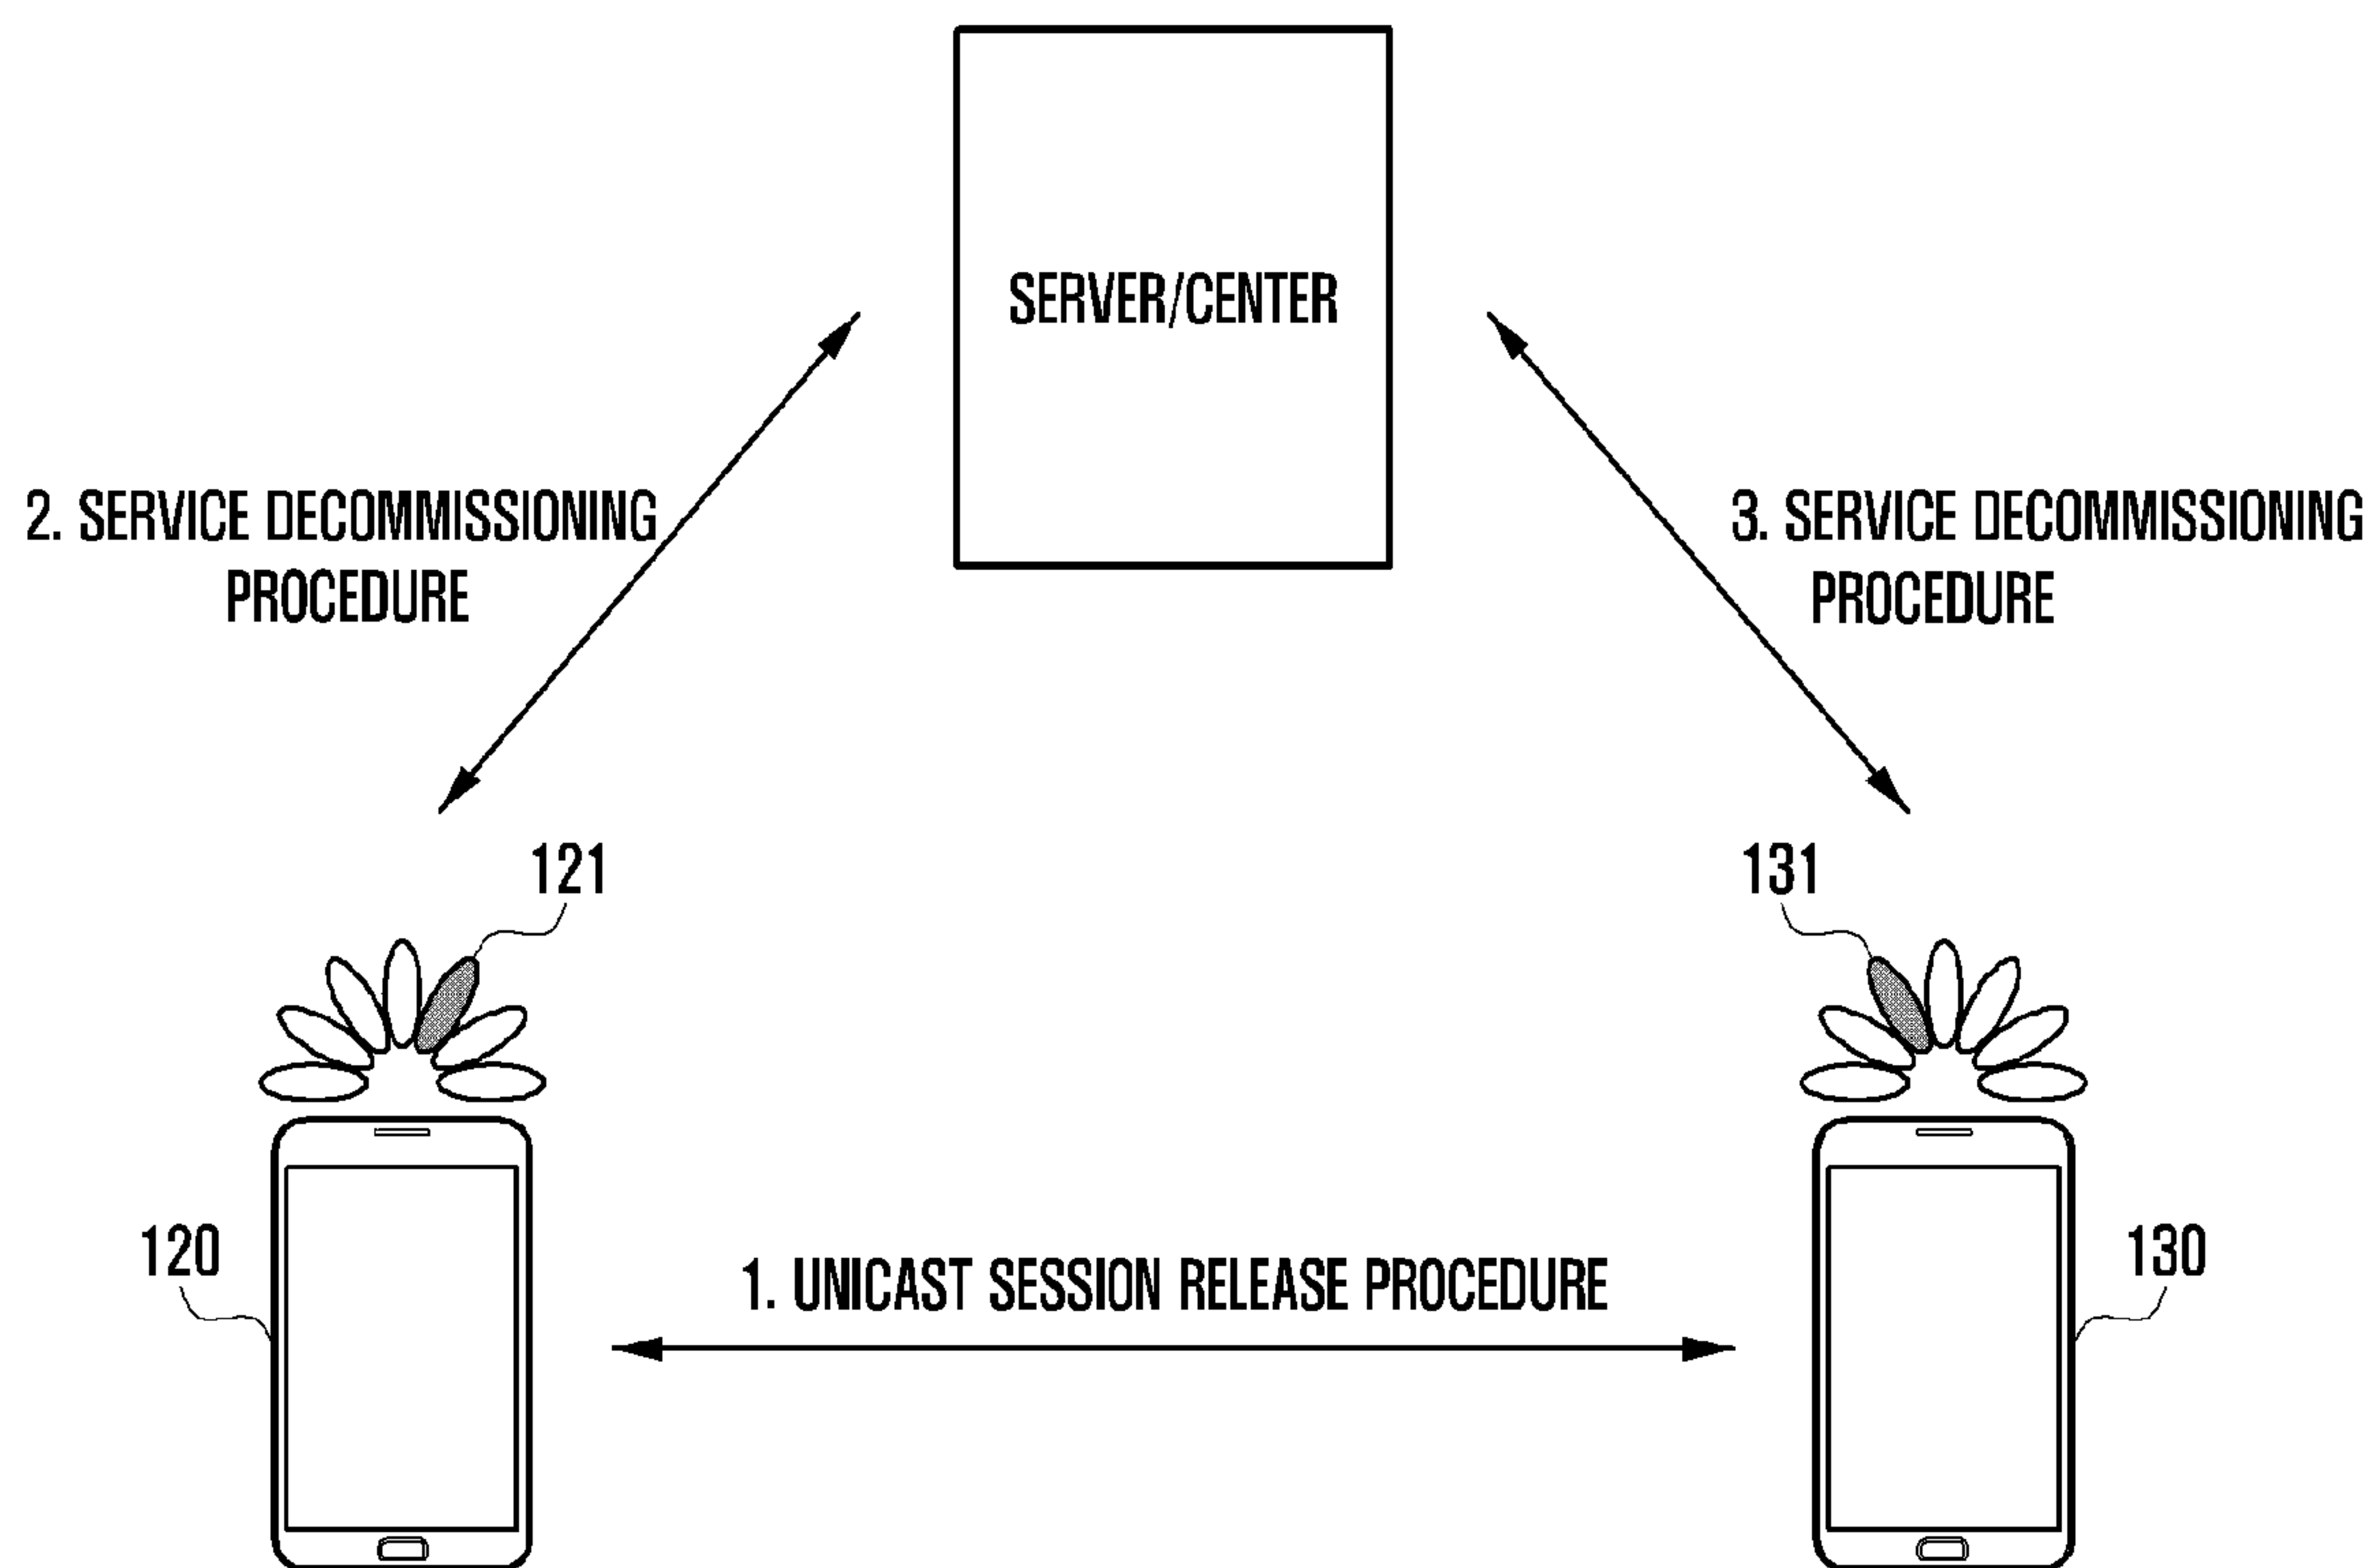 SERVER/CENTER
2. SERVICE DECOMMISSIONING
PROCEDURE
3. SERVICE DECOMMISSIONING
PROCEDURE
121
131
120
1. UNICAST SESSION RELEASE PROCEDURE
130